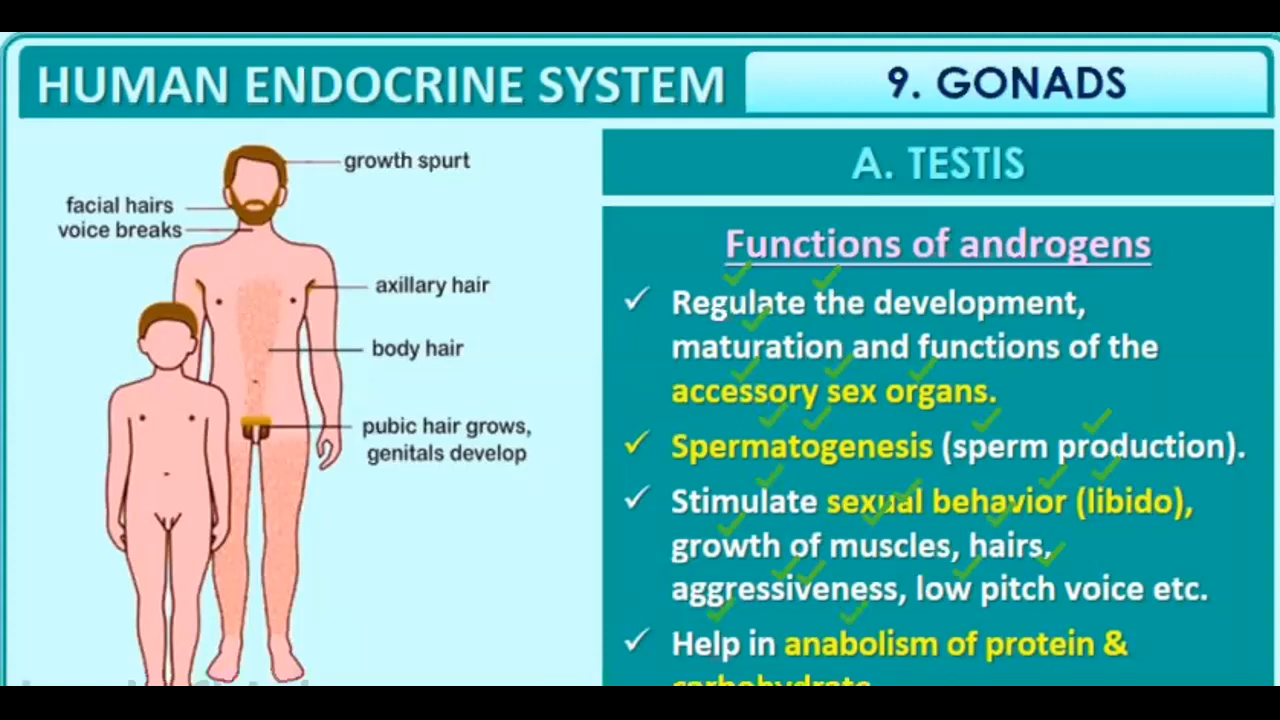 HUMAN ENDOCRINE SYSTEM
9. GONADS
growth spurt
facial hairs
voice breaks
axillary hair
body hair
pubic hair grows,
genitals develop
A. TESTIS
Functions of androgens
Regulate the development,
maturation and functions of the
accessory sex organs.
Spermatogenesis (sperm production).
Stimulate sexual behavior (libido),
growth of muscles, hairs,
aggressiveness, low pitch voice etc.
Help in anabolism of protein &
carbohydrate